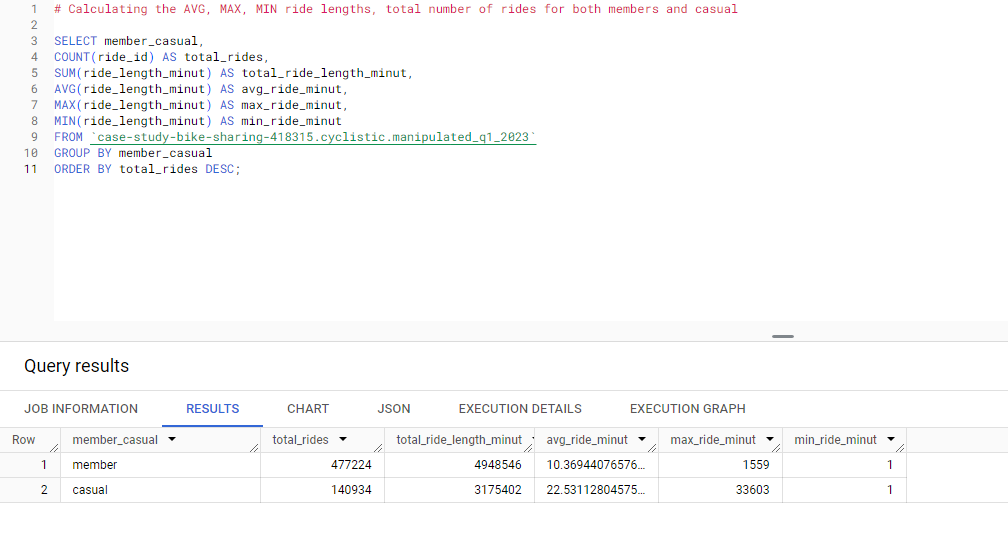 1 # Calculating the AVG, MAX, MIN ride lengths, total number of rides for both members and casual
2
3 SELECT member_casual,
4 COUNT(ride_id) AS total_rides,
5 SUM(ride_length_minut) AS total_ride_length_minut,
6 AVG(ride_length_minut) AS avg_ride_minut,
7 MAX(ride_length_minut) AS max_ride_minut,
8 MIN(ride_length_minut) AS min_ride_minut
9 FROM `case-study-bike-sharing-418315.cyclistic.manipulated_q1_2023`
10 GROUP BY member_casual
11 ORDER BY total_rides DESC;
Query results
JOB INFORMATION RESULTS CHART JSON EXECUTION DETAILS EXECUTION GRAPH
Row member_casual total_rides total_ride_length_minut avg_ride_minut max_ride_minut min_ride_minut
1 member 477224 4948546 10.36944076576... 1559 1
2 casual 140934 3175402 22.53112804575... 33603 1